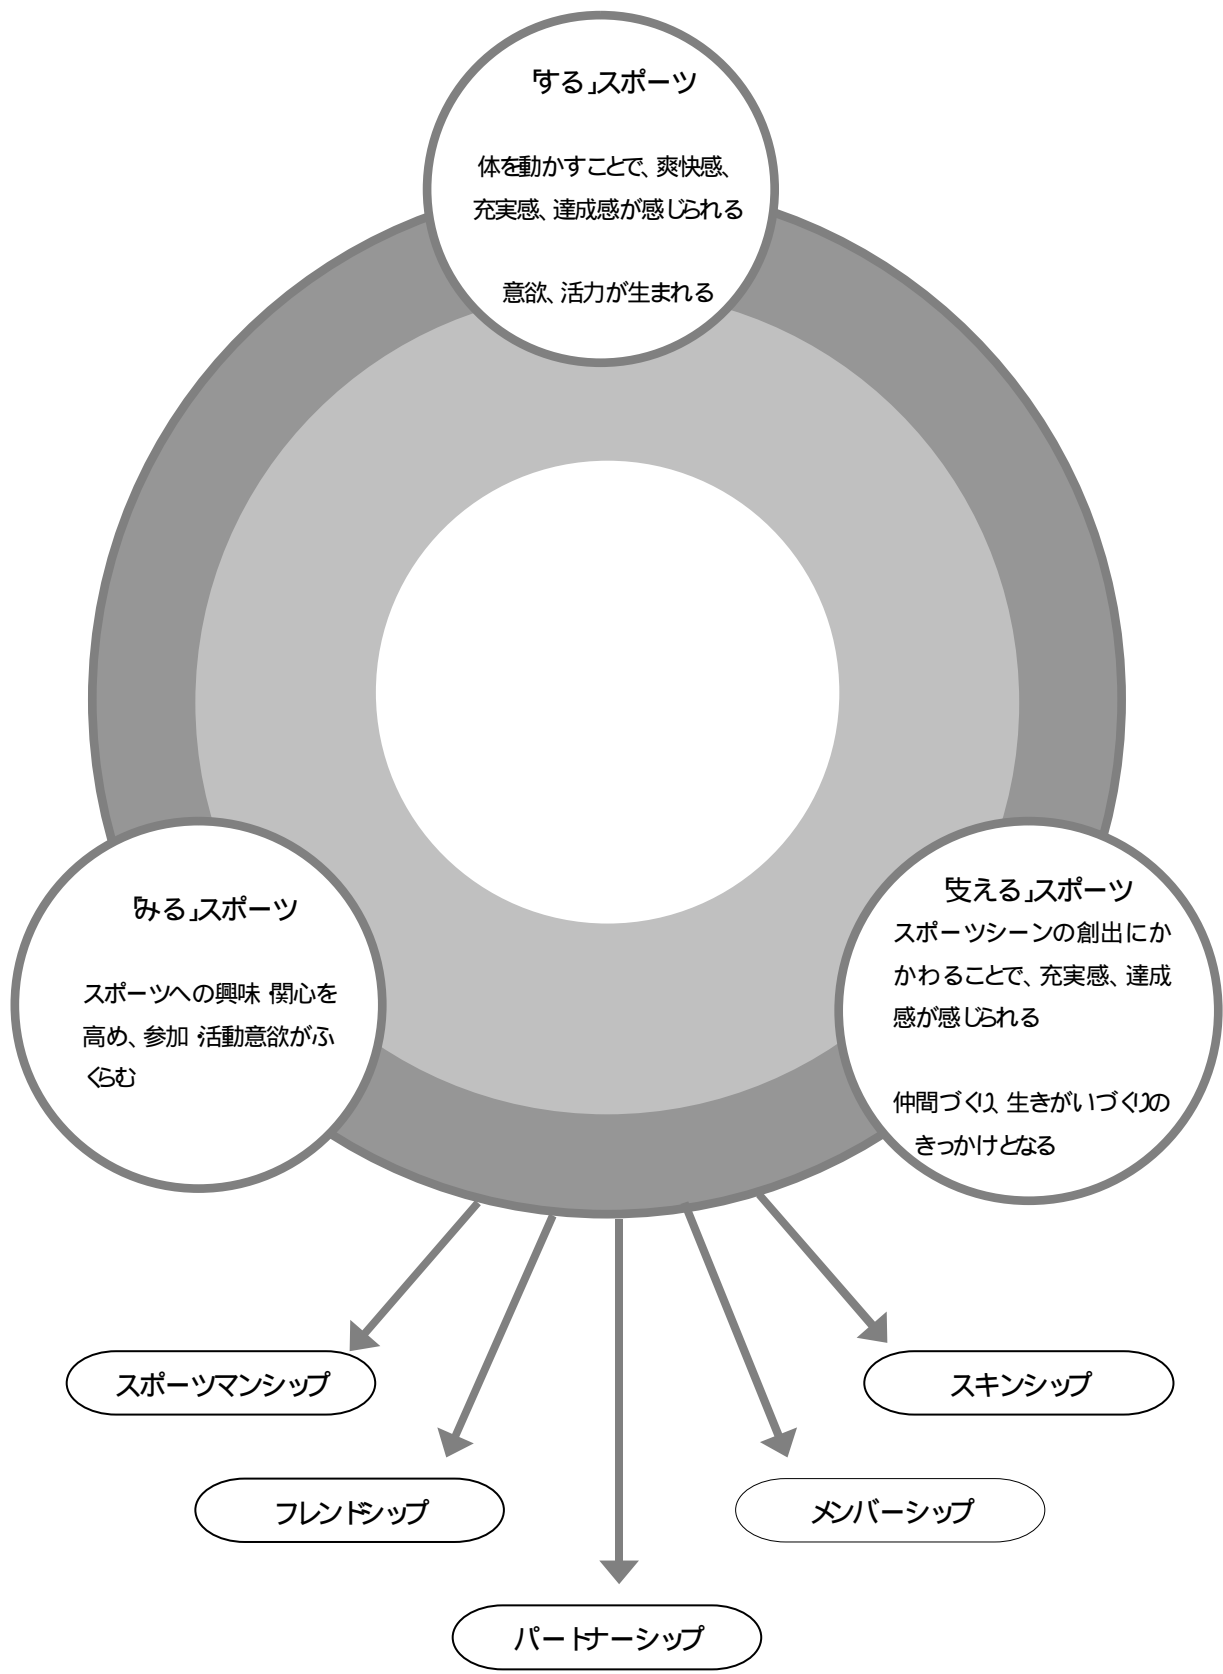 「する」スポーツ
体を動かすことで、爽快感、
充実感、達成感が感じられる
意欲、活力が生まれる
「みる」スポーツ
スポーツへの興味・関心を
高め、参加・活動意欲がふ
くらむ
「支える」スポーツ
スポーツシーンの創出にか
かわることで、充実感、達成
感が感じられる
仲間づくり、生きがいづくりの
きっかけとなる
スポーツマンシップ
スキンシップ
フレンドシップ
メンバーシップ
パートナーシップ